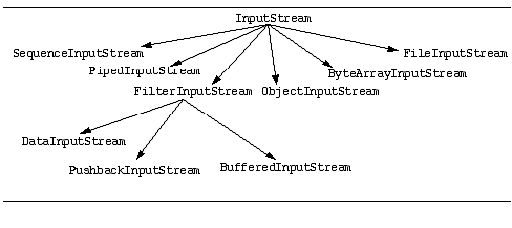 InputStream
SequenceInputStream
FileInputStream
PipedInputStream
ByteArrayInputStream
FilterInputStream
ObjectInputStream
DataInputStream
PushbackInputStream
BufferedInputStream